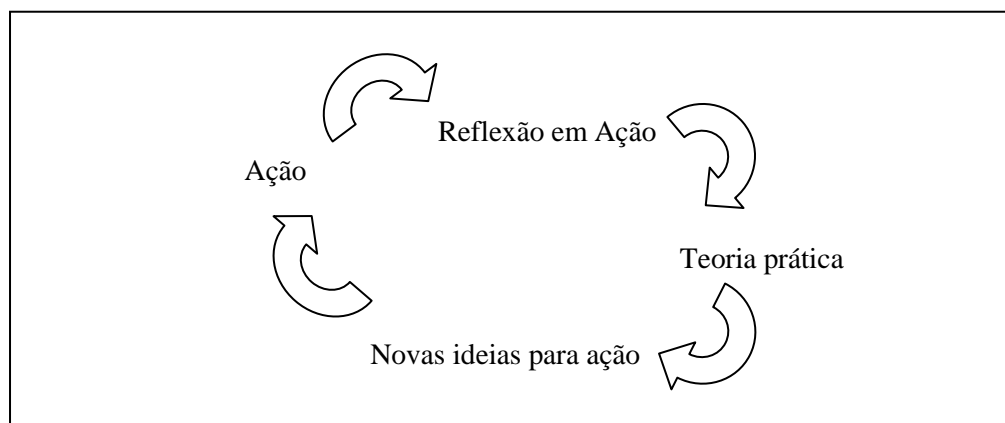 Reflexão em Ação
Ação
Teoria prática
Novas ideias para ação